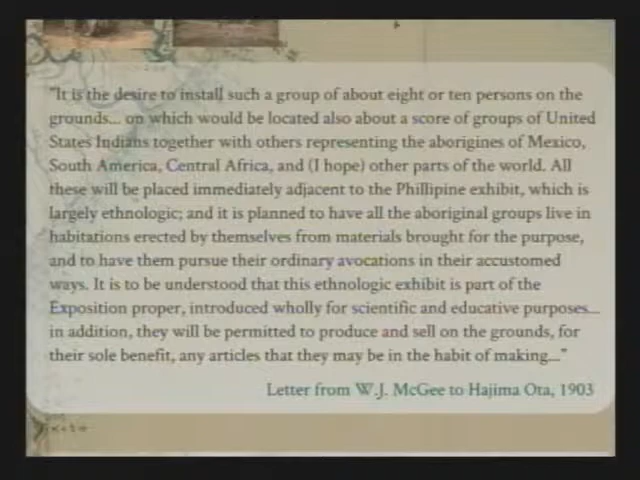 "It is the desire to install such a group of about eight or ten persons on the
grounds... on which would be located also about a score of groups of United
States Indians together with others representing the aborigines of Mexico,
South America, Central Africa, and (I hope) other parts of the world. All
these will be placed immediately adjacent to the Phillipine exhibit, which is
largely ethnologic; and it is planned to have all the aboriginal groups live in
habitations erected by themselves from materials brought for the purpose,
and to have them pursue their ordinary avocations in their accustomed
ways. It is to be understood that this ethnologic exhibit is part of the
Exposition proper, introduced wholly for scientific and educative purposes...
in addition, they will be permitted to produce and sell on the grounds, for
their sole benefit, any articles that they may be in the habit of making..."
Letter from W.J. McGee to Hajima Ota, 1903